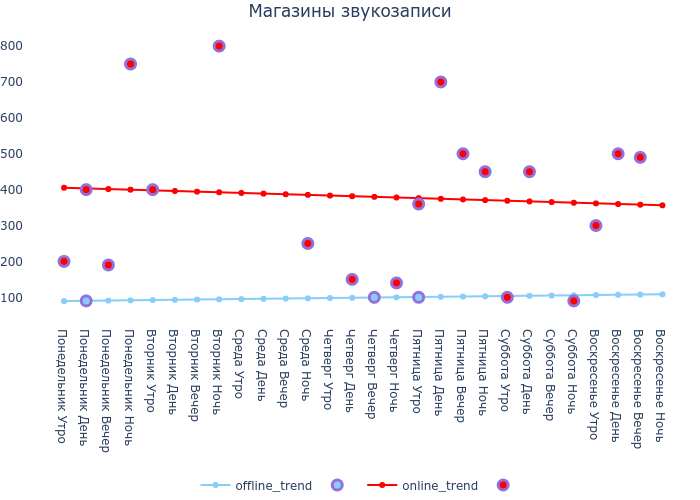 Магазины звукозаписи
800
700
600
500
400
300
200
100
Понедельник Утро
Понедельник День
Понедельник Вечер
Понедельник Ночь
Вторник Утро
Вторник День
Вторник Вечер
Вторник Ночь
Среда Утро
Среда День
Среда Вечер
Среда Ночь
Четверг Утро
Четверг День
Четверг Вечер
Четверг Ночь
Пятница Утро
Пятница День
Пятница Вечер
Пятница Ночь
Суббота Утро
Суббота День
Суббота Вечер
Суббота Ночь
Воскресенье Утро
Воскресенье День
Воскресенье Вечер
Воскресенье Ночь
offline_trend
online_trend